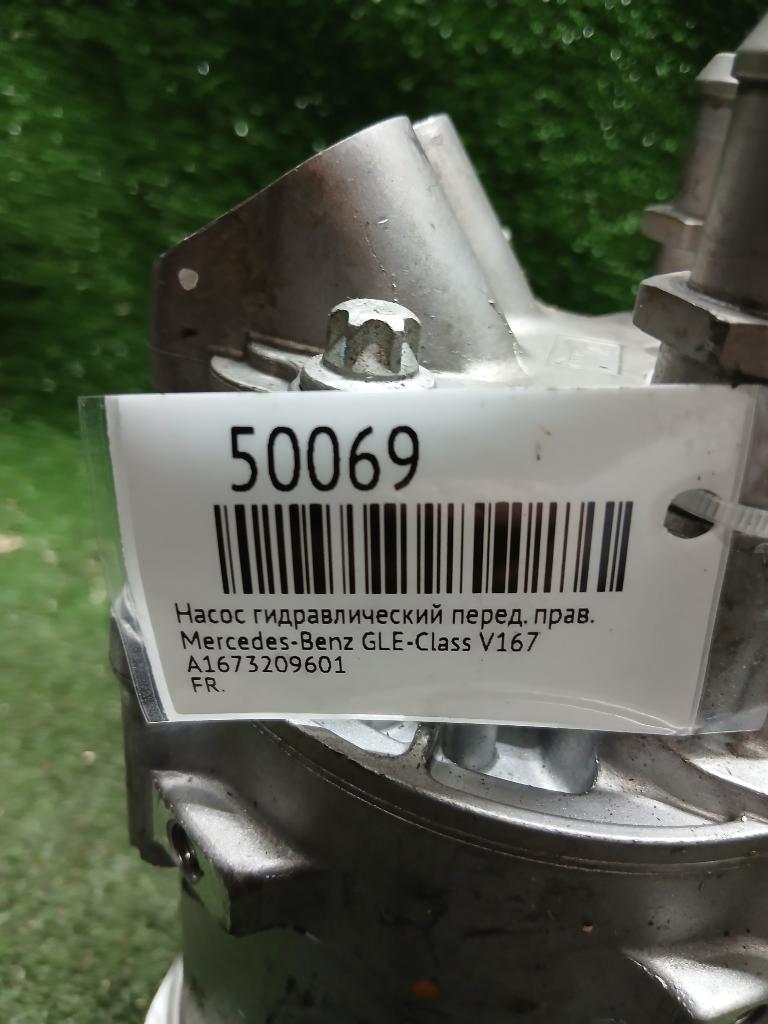 50069
Насос гидравлический перед. прав.
Mercedes-Benz GLE-Class V167
A1673209601
FR.